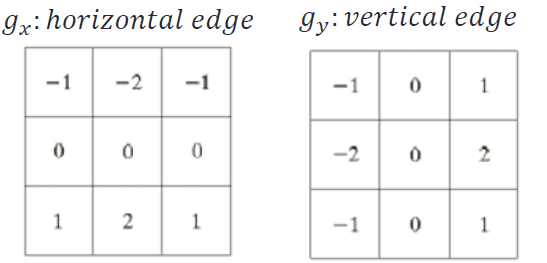 gₓ: horizontal edge
g_y: vertical edge
−1 −2 −1
0 0 0
1 2 1
−1 0 1
−2 0 2
−1 0 1